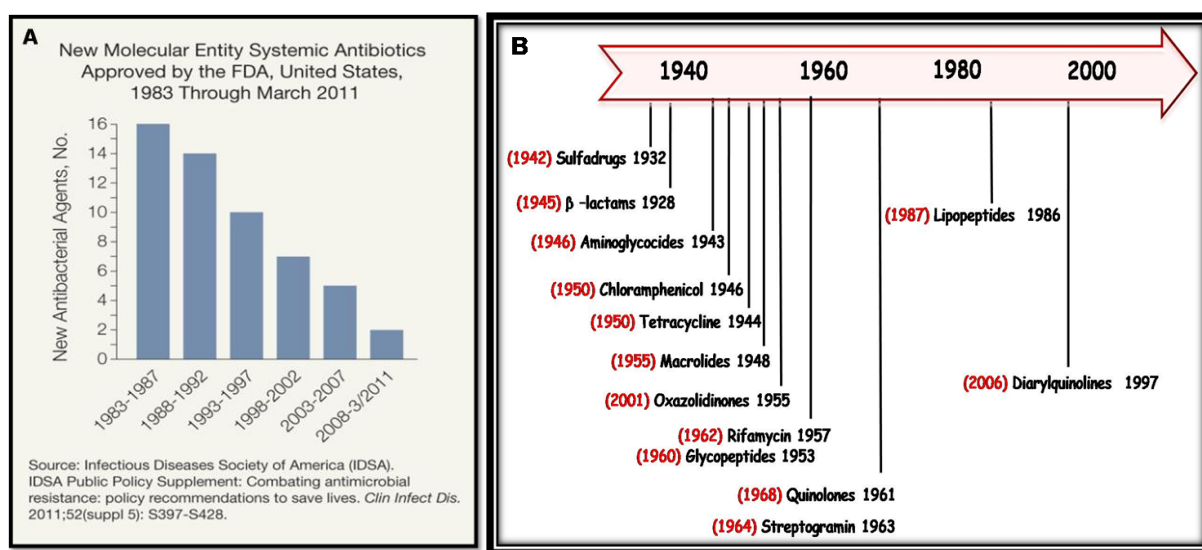 A
New Molecular Entity Systemic Antibiotics
Approved by the FDA, United States,
1983 Through March 2011
New Antibacterial Agents, No.
16
14
12
10
8
6
4
2
0
1983-1987
1988-1992
1993-1997
1998-2002
2003-2007
2008-3/2011
Source: Infectious Diseases Society of America (IDSA).
IDSA Public Policy Supplement: Combating antimicrobial
resistance: policy recommendations to save lives. Clin Infect Dis.
2011;52(suppl 5): S397-S428.
B
1940 1960 1980 2000
(1942) Sulfadrugs 1932
(1945) β -lactams 1928
(1987) Lipopeptides 1986
(1946) Aminoglycocides 1943
(1950) Chloramphenicol 1946
(1950) Tetracycline 1944
(1955) Macrolides 1948
(2006) Diarylquinolines 1997
(2001) Oxazolidinones 1955
(1962) Rifamycin 1957
(1960) Glycopeptides 1953
(1968) Quinolones 1961
(1964) Streptogramin 1963